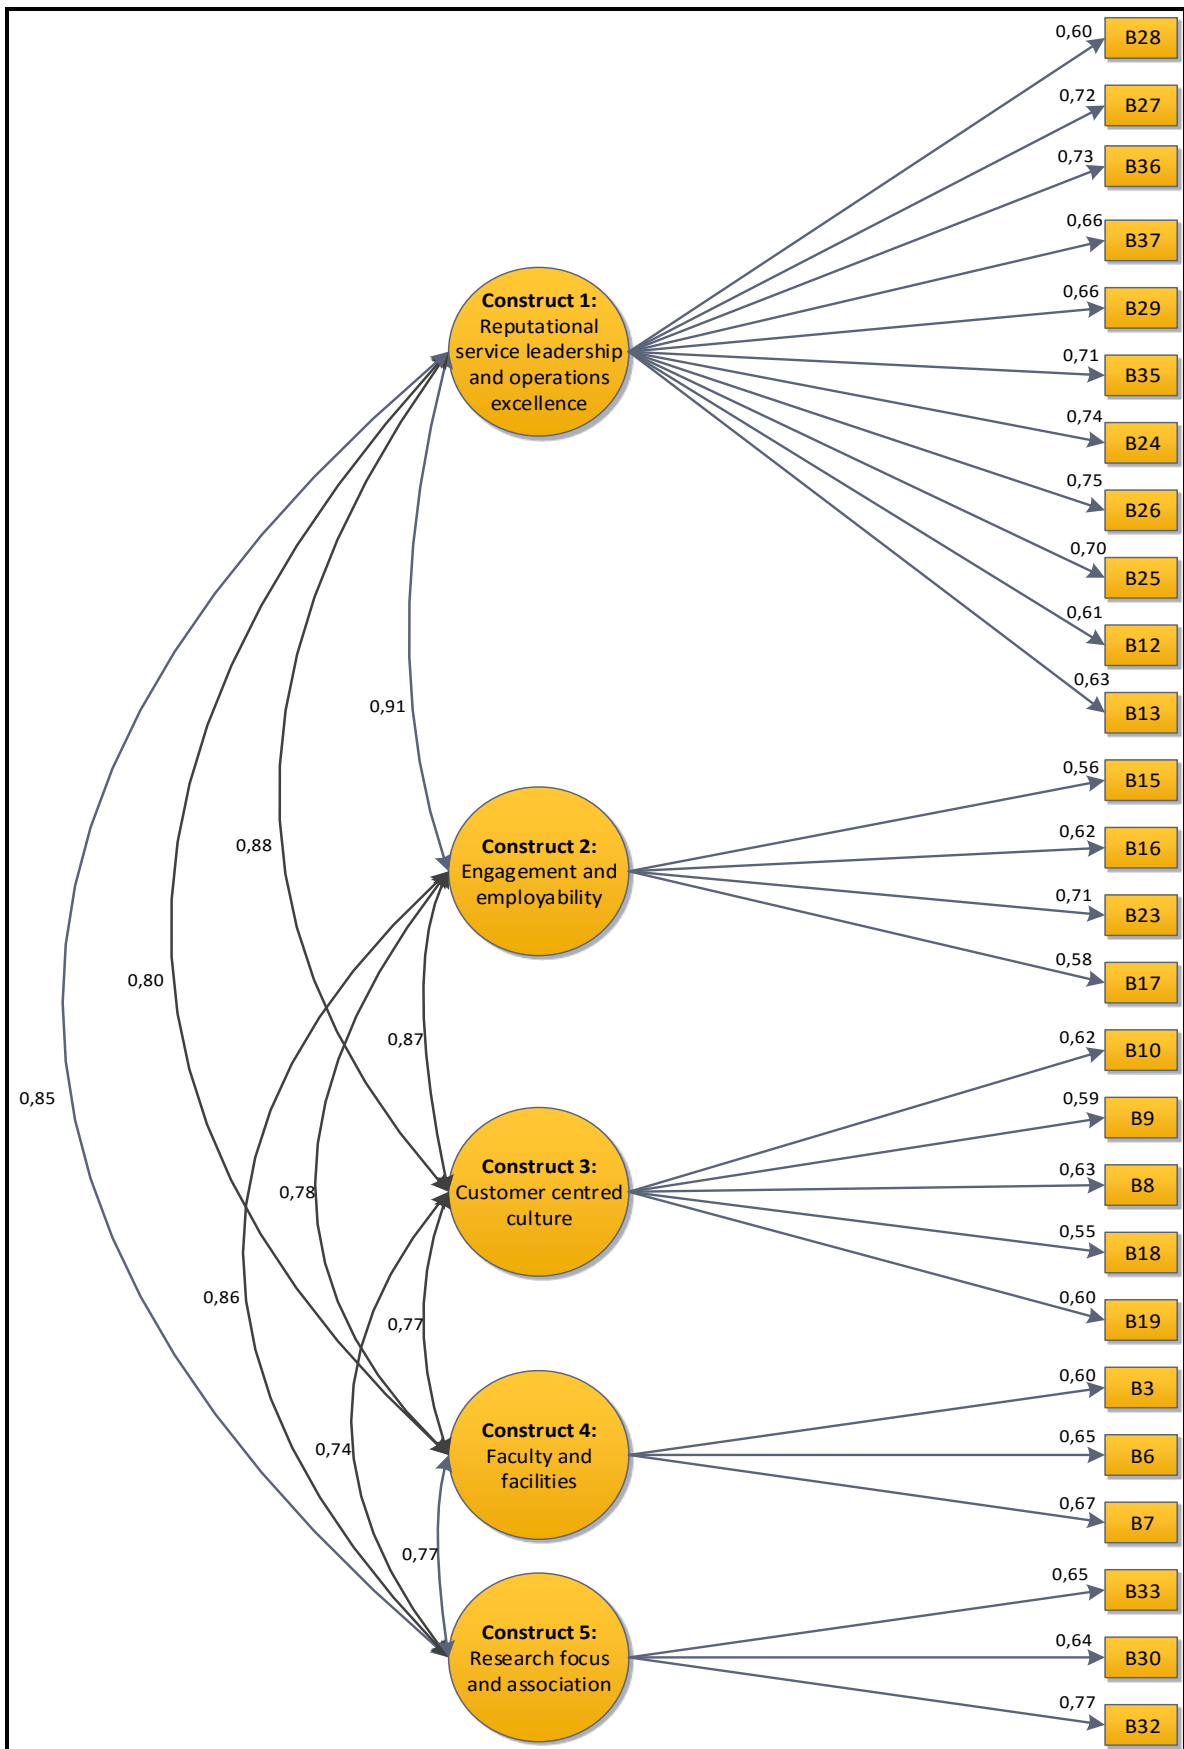 0,60
B28
0,72
B27
0,73
B36
0,66
B37
0,66
B29
0,71
B35
0,74
B24
0,75
B26
0,70
B25
0,61
B12
0,63
B13
Construct 1:
Reputational
service leadership
and operations
excellence
0,91
0,88
0,80
0,85
0,56
B15
0,62
B16
0,71
B23
0,58
B17
Construct 2:
Engagement and
employability
0,87
0,78
0,86
0,62
B10
0,59
B9
0,63
B8
0,55
B18
0,60
B19
Construct 3:
Customer centred
culture
0,77
0,74
0,60
B3
0,65
B6
0,67
B7
Construct 4:
Faculty and
facilities
0,77
0,65
B33
0,64
B30
0,77
B32
Construct 5:
Research focus
and association